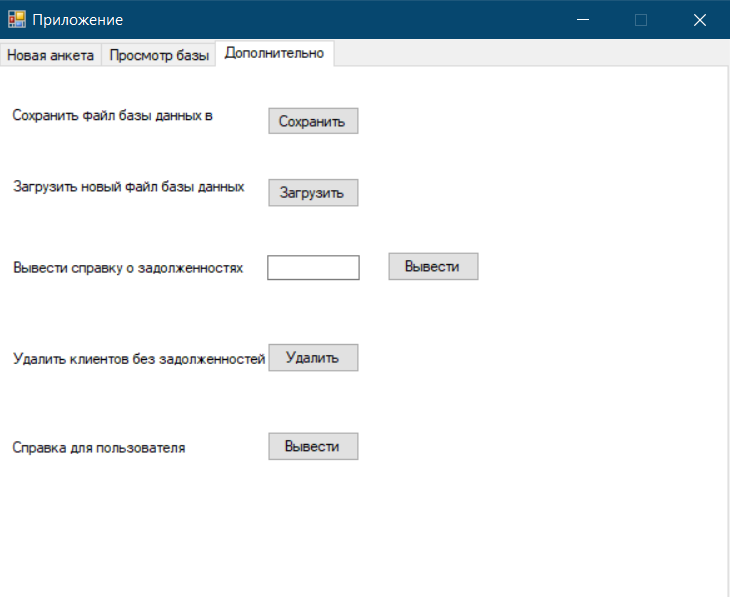 Приложение
Новая анкета Просмотр базы Дополнительно
Сохранить файл базы данных в Сохранить
Загрузить новый файл базы данных Загрузить
Вывести справку о задолженностях Вывести
Удалить клиентов без задолженностей Удалить
Справка для пользователя Вывести